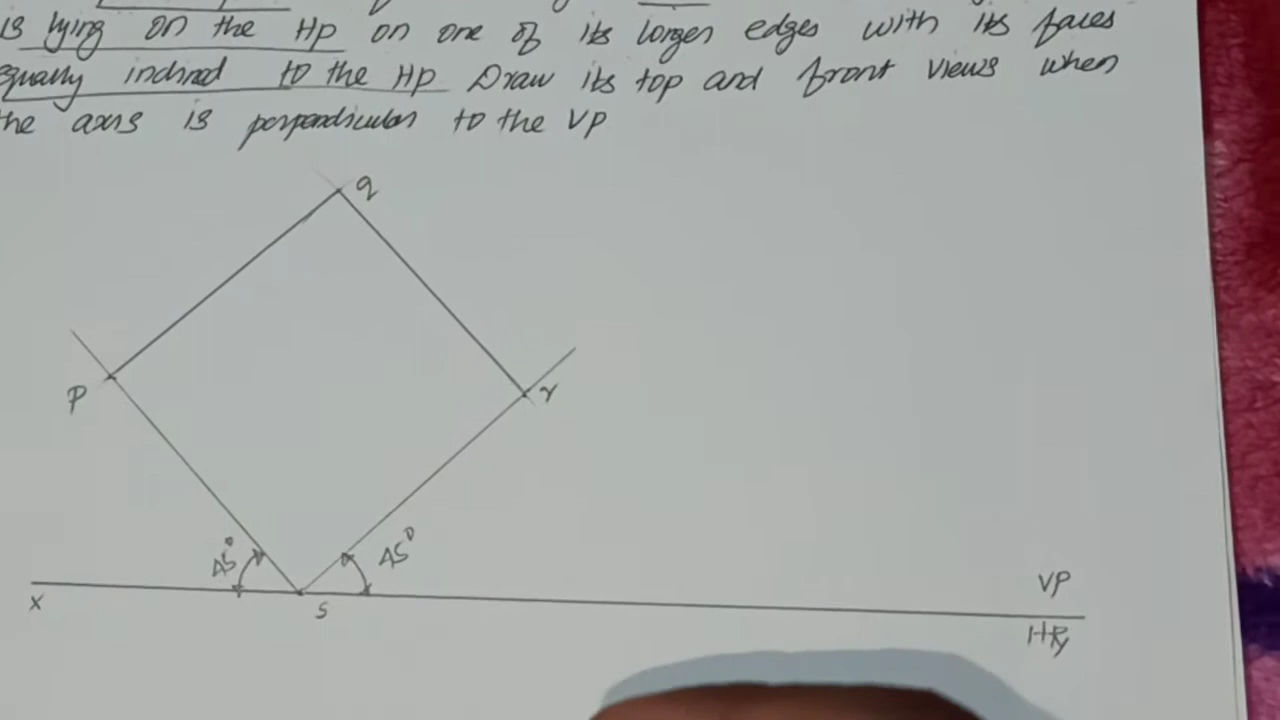 is lying on the Hp on one of its longer edges with its faces
equally inclined to the HP Draw its top and front views when
the axis is perpendicular to the VP
q
P
r
45°
45°
VP
X
S
HP
y